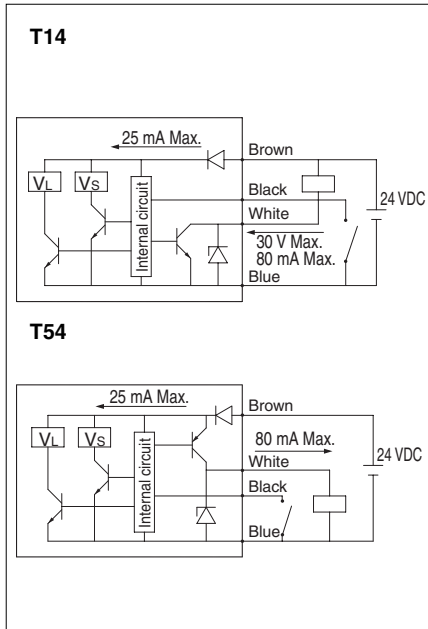 T14
25 mA Max.
Brown
VL
VS
Internal circuit
Black
White
24 VDC
30 V Max.
80 mA Max.
Blue
T54
25 mA Max.
Brown
80 mA Max.
VL
VS
Internal circuit
White
24 VDC
Black
Blue